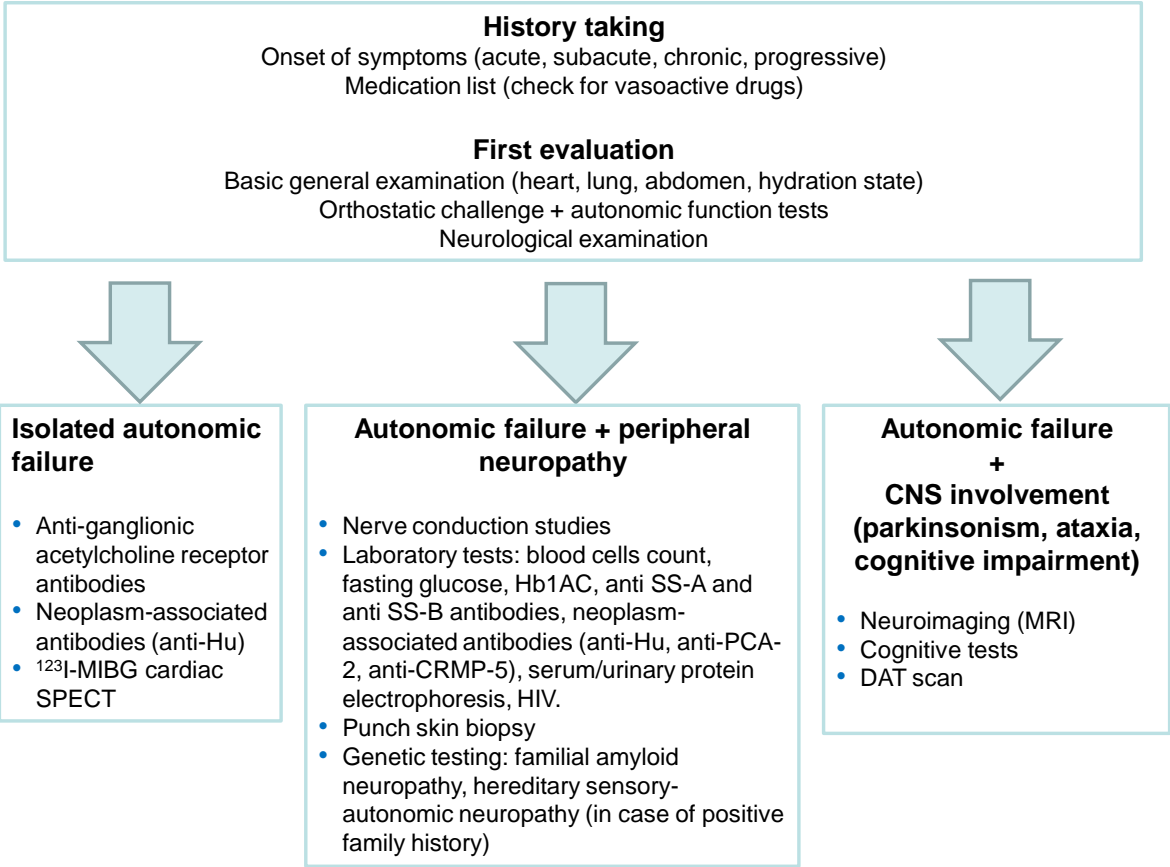 History taking
Onset of symptoms (acute, subacute, chronic, progressive)
Medication list (check for vasoactive drugs)
First evaluation
Basic general examination (heart, lung, abdomen, hydration state)
Orthostatic challenge + autonomic function tests
Neurological examination
Isolated autonomic
failure
• Anti-ganglionic
acetylcholine receptor
antibodies
• Neoplasm-associated
antibodies (anti-Hu)
• ¹²³I-MIBG cardiac
SPECT
Autonomic failure + peripheral
neuropathy
• Nerve conduction studies
• Laboratory tests: blood cells count,
fasting glucose, Hb1AC, anti SS-A and
anti SS-B antibodies, neoplasm-
associated antibodies (anti-Hu, anti-PCA-
2, anti-CRMP-5), serum/urinary protein
electrophoresis, HIV.
• Punch skin biopsy
• Genetic testing: familial amyloid
neuropathy, hereditary sensory-
autonomic neuropathy (in case of positive
family history)
Autonomic failure
+
CNS involvement
(parkinsonism, ataxia,
cognitive impairment)
• Neuroimaging (MRI)
• Cognitive tests
• DAT scan